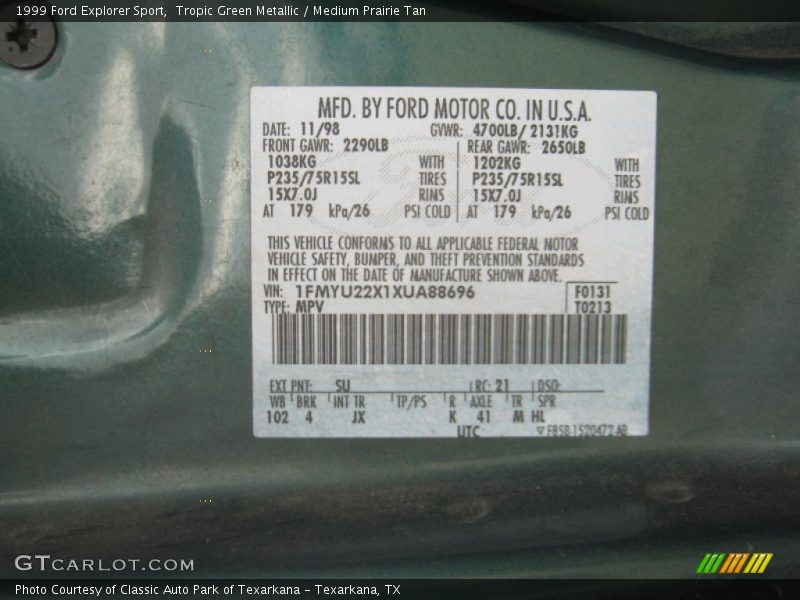 1999 Ford Explorer Sport, Tropic Green Metallic / Medium Prairie Tan
MFD. BY FORD MOTOR CO. IN U.S.A.
DATE: 11/98 GVWR: 4700LB/ 2131KG
FRONT GAWR: 2290LB REAR GAWR: 2650LB
1038KG WITH 1202KG WITH
P235/75R15SL TIRES P235/75R15SL TIRES
15X7.0J RIMS 15X7.0J RIMS
AT 179 kPa/26 PSI COLD AT 179 kPa/26 PSI COLD
THIS VEHICLE CONFORMS TO ALL APPLICABLE FEDERAL MOTOR
VEHICLE SAFETY, BUMPER, AND THEFT PREVENTION STANDARDS
IN EFFECT ON THE DATE OF MANUFACTURE SHOWN ABOVE.
VIN: 1FMYU22X1XUA88696 F0131
TYPE: MPV T0213
EXT PNT: SU RC: 21 DSO:
WB BRK INT TR TP/PS R AXLE TR SPR
102 4 JX K 41 M HL
UTC
GTCARLOT.COM
Photo Courtesy of Classic Auto Park of Texarkana – Texarkana, TX